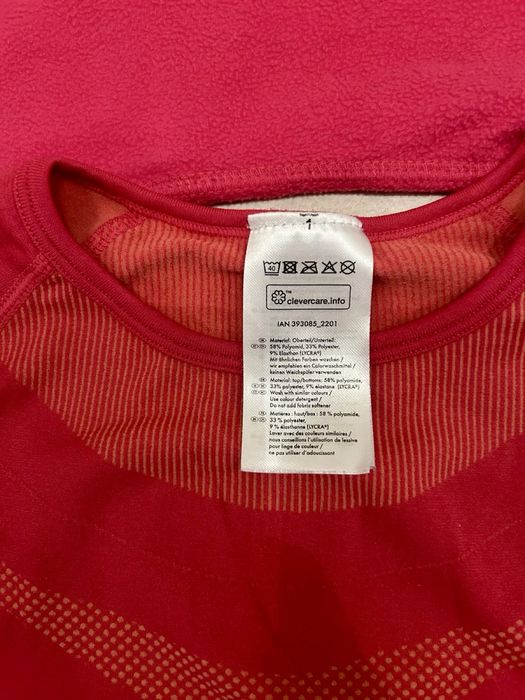 1
40
™
clevercare.info
IAN 393085_2201
Material: Oberteil/Unterteil:
58% Polyamid, 33% Polyester,
9% Elasthan (LYCRA®)
Mit ähnlichen Farben waschen /
wir empfehlen ein Colorwaschmittel /
keinen Weichspüler verwenden
Material: top/bottoms: 58% polyamide,
33% polyester, 9% elastane (LYCRA®)
Wash with similar colours /
Use colour detergent /
Do not add fabric softener
Matières : haut/bas : 58 % polyamide,
33 % polyester,
9 % élasthanne (LYCRA®)
Laver avec des couleurs similaires /
nous conseillons l'utilisation de lessive
pour linge de couleur /
ne pas utiliser d'adoucissant